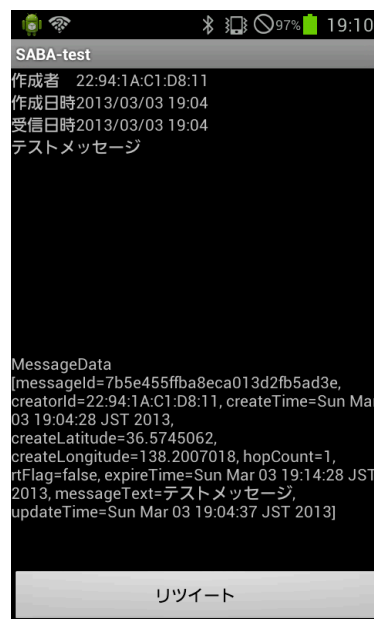 97% 19:10
SABA-test
作成者 22:94:1A:C1:D8:11
作成日時2013/03/03 19:04
受信日時2013/03/03 19:04
テストメッセージ
MessageData
[messageId=7b5e455ffba8eca013d2fb5ad3e,
creatorId=22:94:1A:C1:D8:11, createTime=Sun Mar
03 19:04:28 JST 2013,
createLatitude=36.5745062,
createLongitude=138.2007018, hopCount=1,
rtFlag=false, expireTime=Sun Mar 03 19:14:28 JST
2013, messageText=テストメッセージ,
updateTime=Sun Mar 03 19:04:37 JST 2013]
リツイート